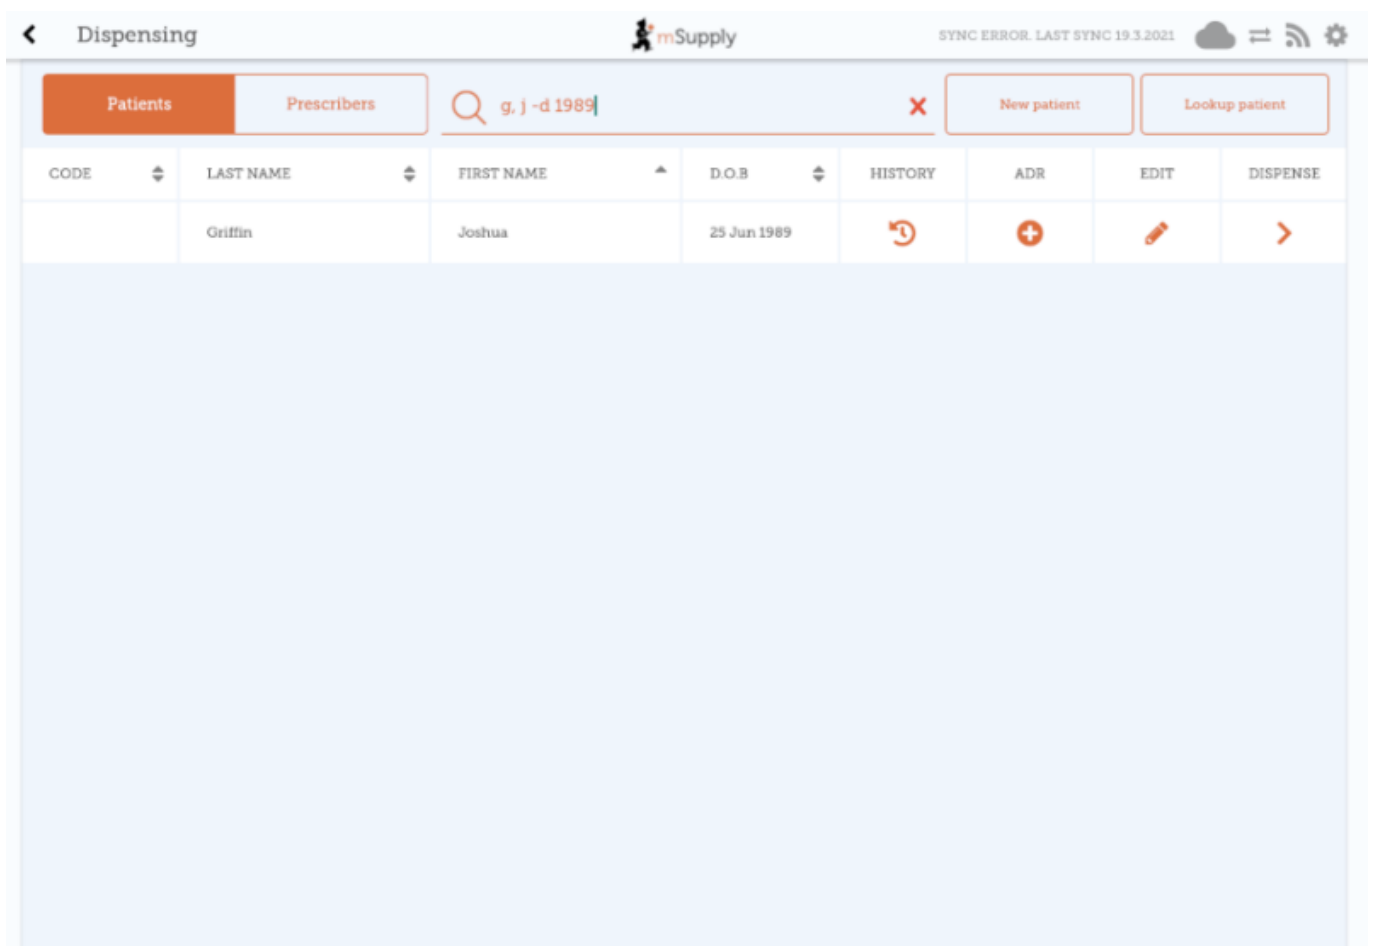 Dispensing
mSupply
SYNC ERROR. LAST SYNC 19.3.2021
Patients
Prescribers
g, j -d 1989
New patient
Lookup patient
CODE LAST NAME FIRST NAME D.O.B HISTORY ADR EDIT DISPENSE
Griffin Joshua 25 Jun 1989